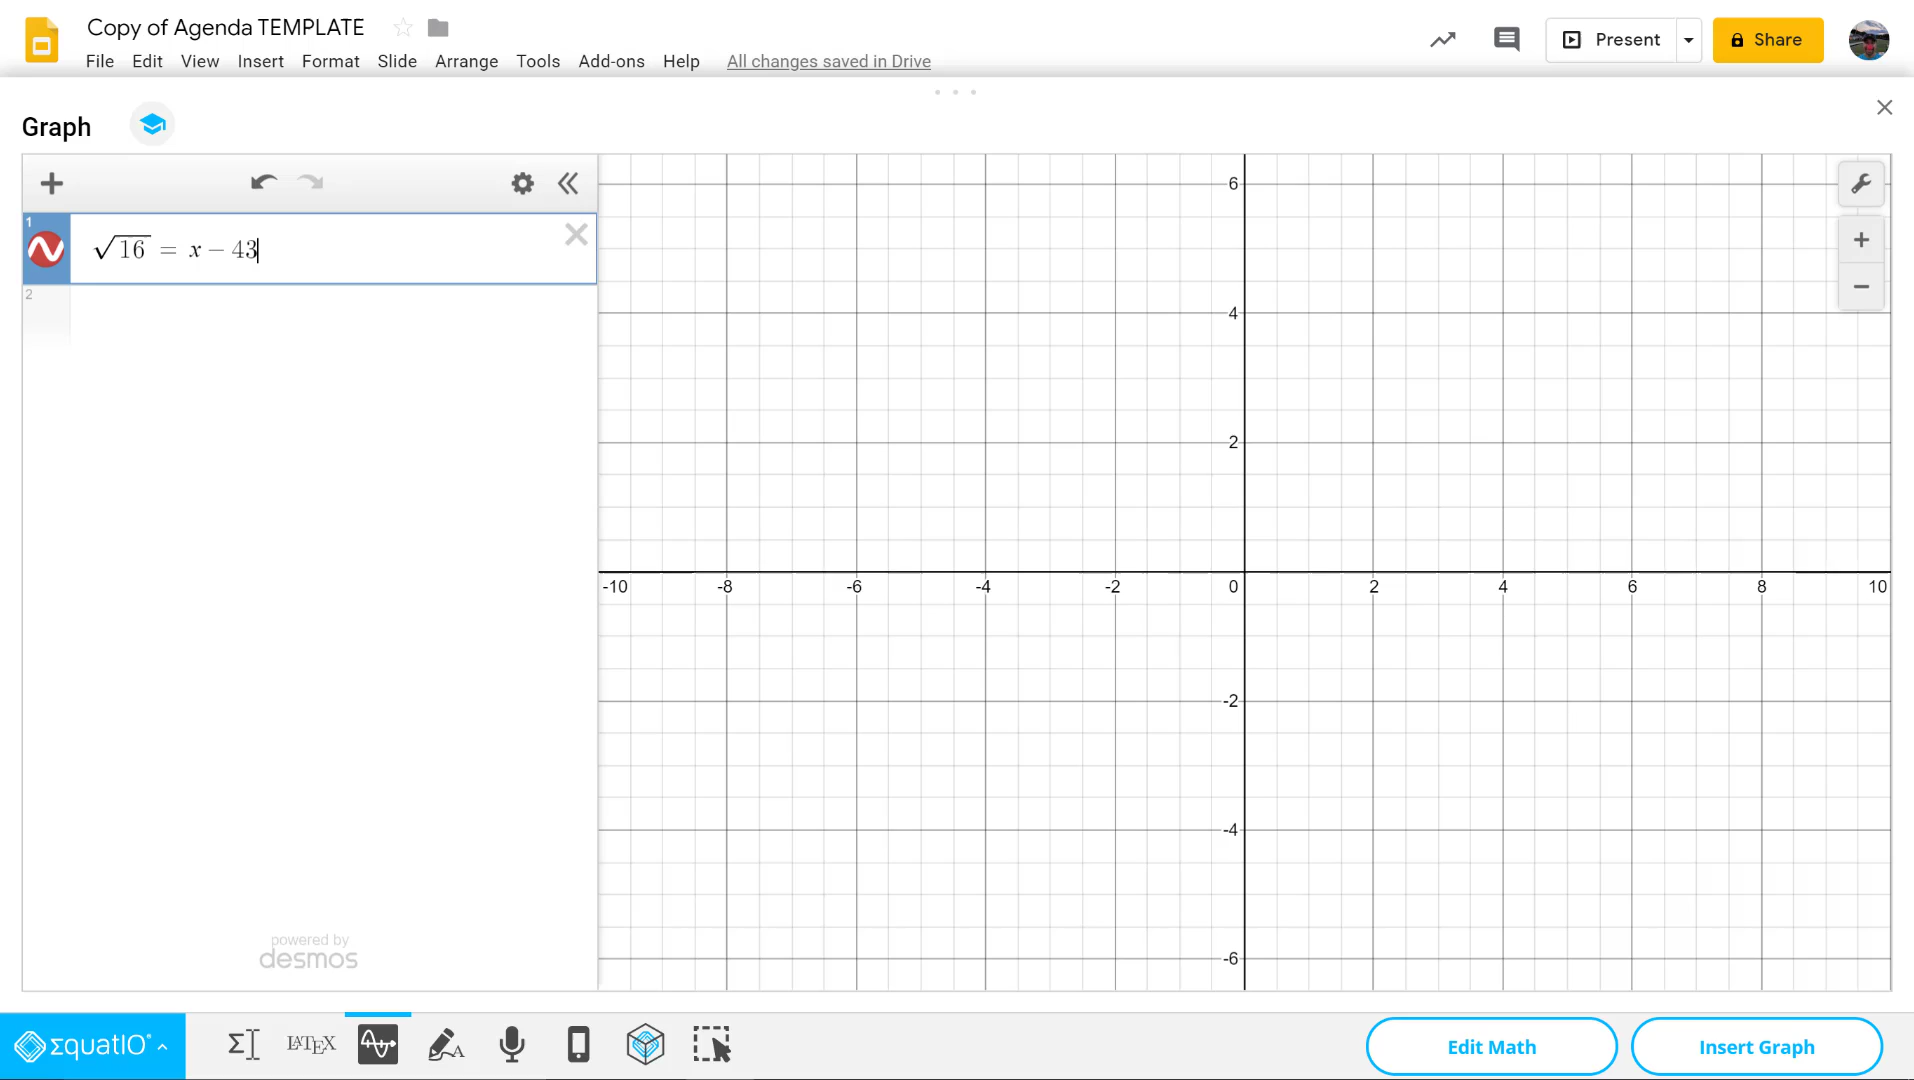 Copy of Agenda TEMPLATE
File Edit View Insert Format Slide Arrange Tools Add-ons Help All changes saved in Drive
Present
Share
Graph
1
√16 = x − 43
2
powered by
desmos
6
4
2
-10 -8 -6 -4 -2 0 2 4 6 8 10
-2
-4
-6
ΣquatIO®
Σ
LATEX
A
Edit Math
Insert Graph